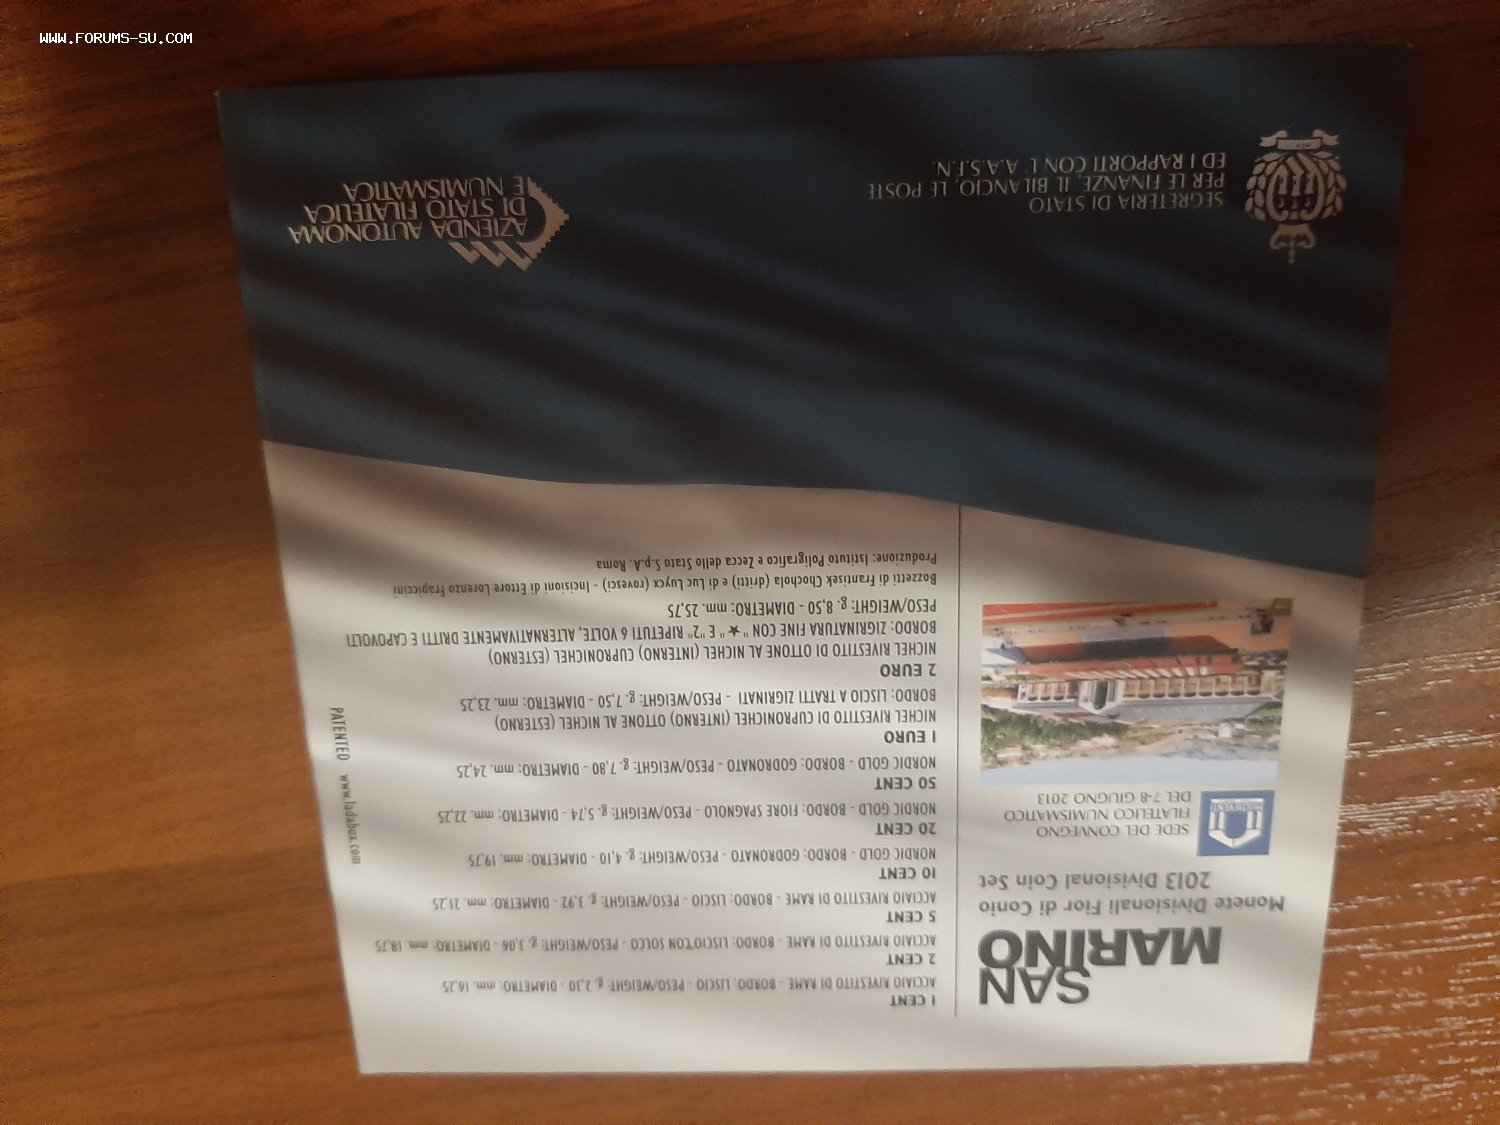 WWW.FORUMS-SU.COM
SAN
MARINO
Monete Divisionali Fior di Conio
2013 Divisional Coin Set
SEDE DEL CONVEGNO
FILATELICO NUMISMATICO
DEL 7-8 GIUGNO 2013
1 CENT
ACCIAIO RIVESTITO DI RAME - BORDO: LISCIO - PESO/WEIGHT: g. 2,30 - DIAMETRO: mm. 16,25
2 CENT
ACCIAIO RIVESTITO DI RAME - BORDO: LISCIO CON SOLCO - PESO/WEIGHT: g. 3,06 - DIAMETRO: mm. 18,75
5 CENT
ACCIAIO RIVESTITO DI RAME - BORDO: LISCIO - PESO/WEIGHT: g. 3,92 - DIAMETRO: mm. 21,25
10 CENT
NORDIC GOLD - BORDO: GODRONATO - PESO/WEIGHT: g. 4,10 - DIAMETRO: mm. 19,75
20 CENT
NORDIC GOLD - BORDO: FIORE SPAGNOLO - PESO/WEIGHT: g. 5,74 - DIAMETRO: mm. 22,25
50 CENT
NORDIC GOLD - BORDO: GODRONATO - PESO/WEIGHT: g. 7,80 - DIAMETRO: mm. 24,25
1 EURO
NICHEL RIVESTITO DI CUPRONICHEL (INTERNO) OTTONE AL NICHEL (ESTERNO)
BORDO: LISCIO A TRATTI ZIGRINATI - PESO/WEIGHT: g. 7,50 - DIAMETRO: mm. 23,25
2 EURO
NICHEL RIVESTITO DI OTTONE AL NICHEL (INTERNO) CUPRONICHEL (ESTERNO)
BORDO: ZIGRINATURA FINE CON "★" E "2" RIPETUTI 6 VOLTE, ALTERNATIVAMENTE DRITTI E CAPOVOLTI
PESO/WEIGHT: g. 8,50 - DIAMETRO: mm. 25,75
Bozzetti di Frantisek Chochola (dritti) e di Luc Luycx (rovesci) - Incisioni di Ettore Lorenzo Frapiccini
Produzione: Istituto Poligrafico e Zecca dello Stato S.p.A. Roma
PATENTED www.ladabox.com
SEGRETERIA DI STATO
PER LE FINANZE, IL BILANCIO, LE POSTE
ED I RAPPORTI CON L'A.A.S.F.N.
AZIENDA AUTONOMA
DI STATO FILATELICA
E NUMISMATICA